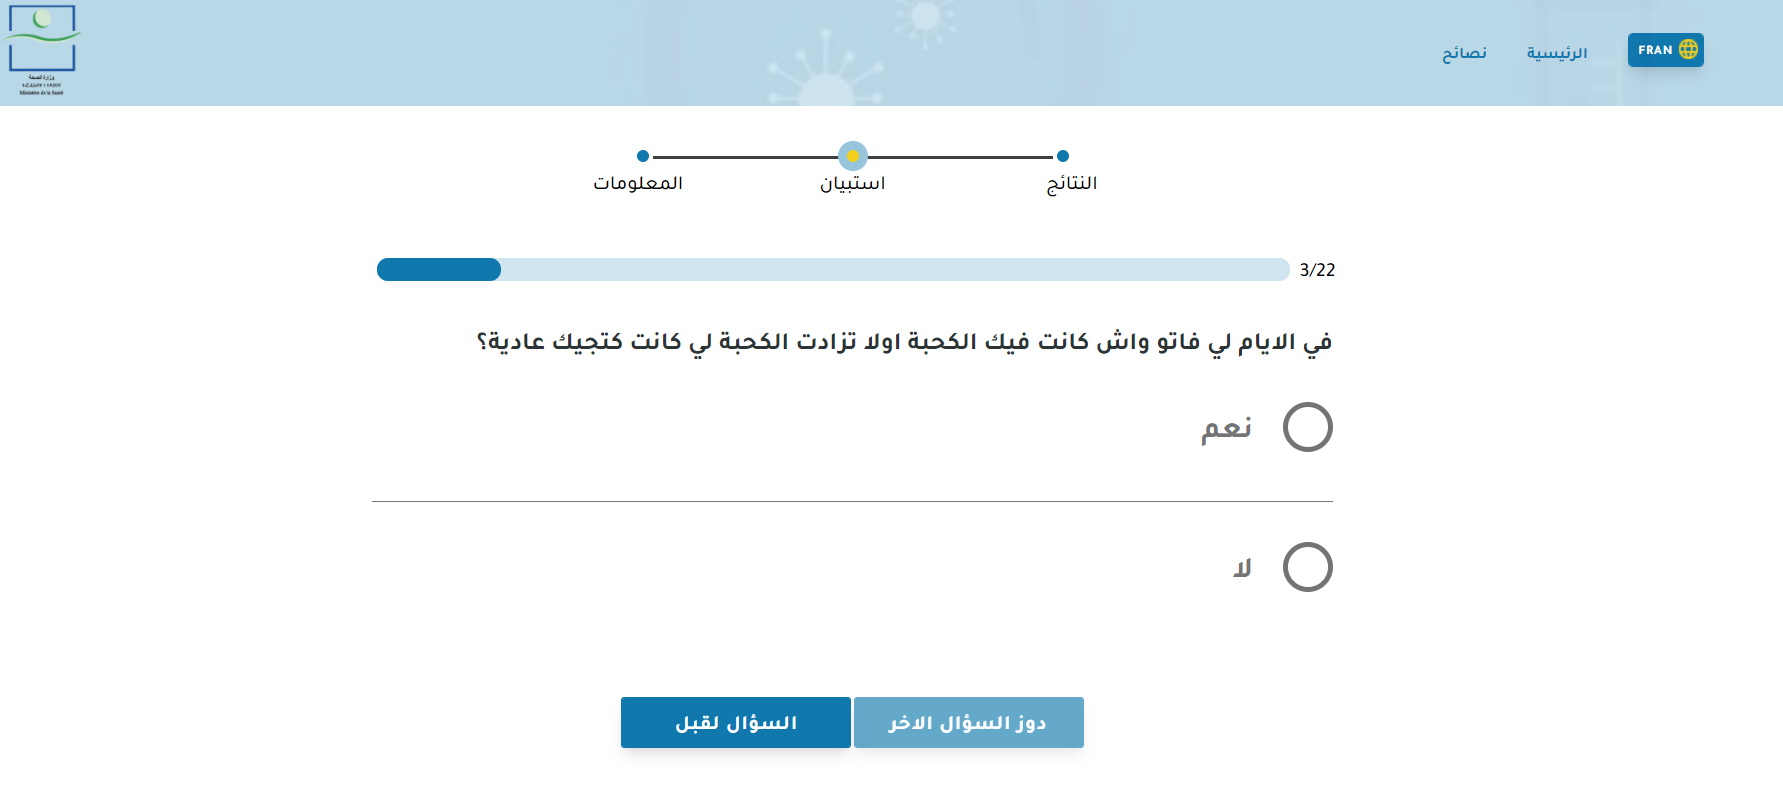 وزارة الصحة
Ministère de la Santé
FRAN
الرئيسية
نصائح
النتائج
استبيان
المعلومات
3/22
في الايام لي فاتو واش كانت فيك الكحبة اولا تزادت الكحبة لي كانت كتجيك عادية؟
نعم
لا
دوز السؤال الاخر
السؤال لقبل